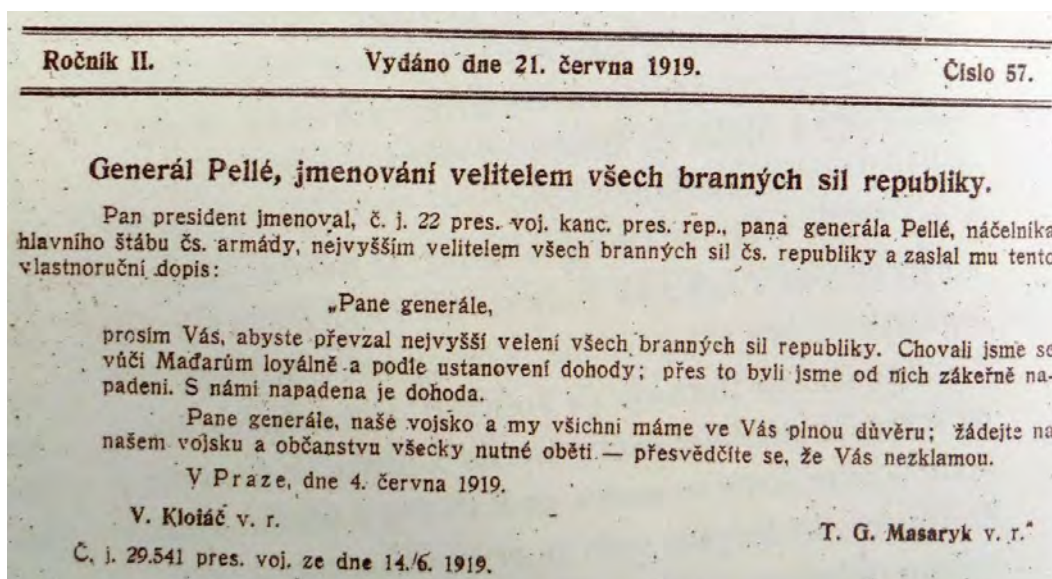 Ročník II. Vydáno dne 21. června 1919. Číslo 57.
Generál Pellé, jmenování velitelem všech branných sil republiky.
Pan president jmenoval, č. j. 22 pres. voj. kanc. pres. rep., pana generála Pellé, náčelníka
hlavního štábu čs. armády, nejvyšším velitelem všech branných sil čs. republiky a zaslal mu tento
vlastnoruční dopis:
„Pane generále,
prosím Vás, abyste převzal nejvyšší velení všech branných sil republiky. Chovali jsme se
vůči Maďarům loyálně a podle ustanovení dohody; přes to byli jsme od nich zákeřně na-
padeni. S námi napadena je dohoda.
Pane generále, naše vojsko a my všichni máme ve Vás plnou důvěru; žádejte na
našem vojsku a občanstvu všecky nutné oběti — přesvědčíte se, že Vás nezklamou.
V Praze, dne 4. června 1919.
V. Klofáč v. r.
T. G. Masaryk v. r."
Č. j. 29.541 pres. voj. ze dne 14./6. 1919.